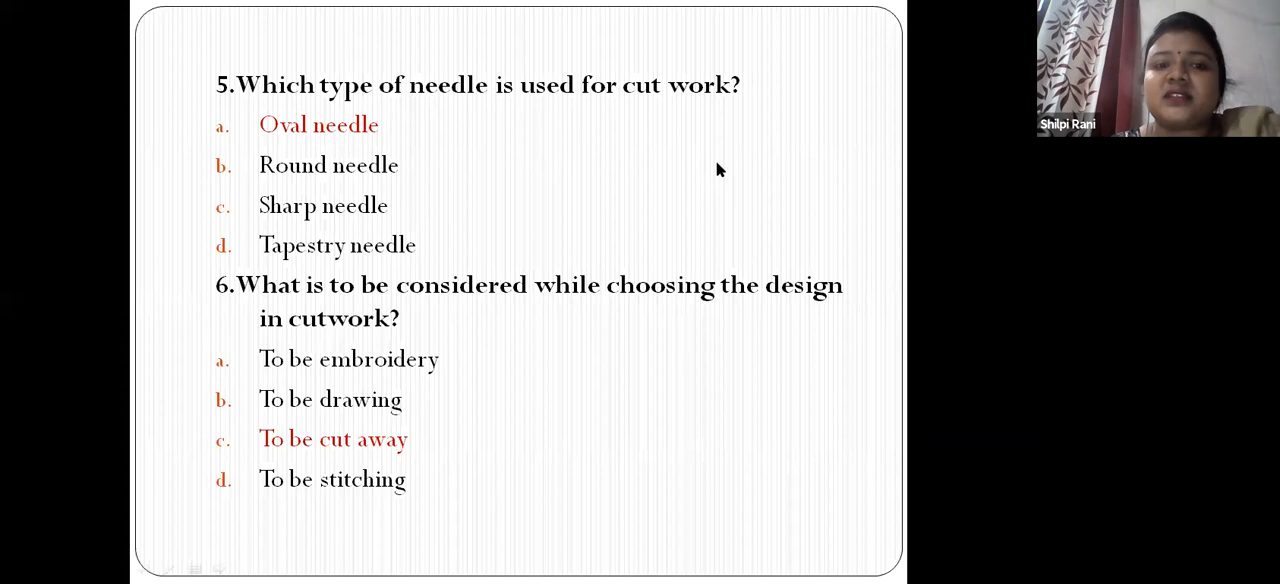 5.Which type of needle is used for cut work?
a. Oval needle
b. Round needle
c. Sharp needle
d. Tapestry needle
6.What is to be considered while choosing the design
in cutwork?
a. To be embroidery
b. To be drawing
c. To be cut away
d. To be stitching
Shilpi Rani